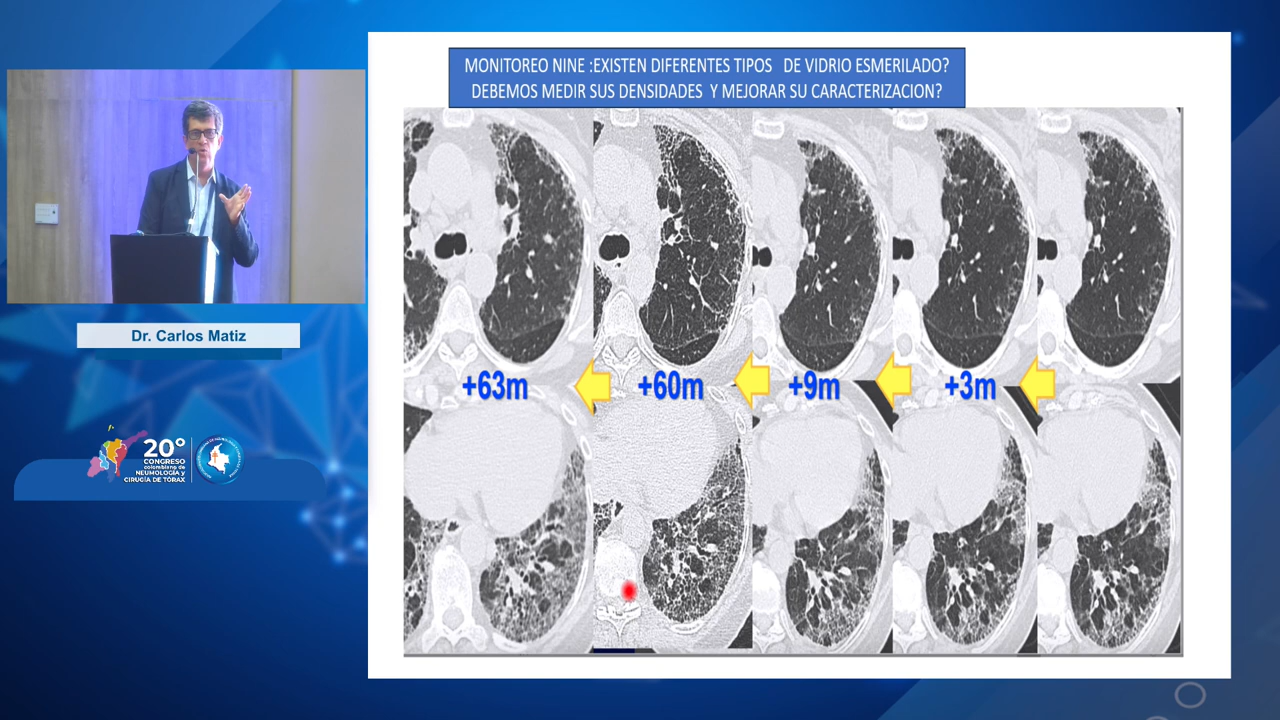 MONITOREO NINE :EXISTEN DIFERENTES TIPOS DE VIDRIO ESMERILADO?
DEBEMOS MEDIR SUS DENSIDADES Y MEJORAR SU CARACTERIZACION?
+63m
+60m
+9m
+3m
Dr. Carlos Matiz
20°
CONGRESO
colombiano de
NEUMOLOGÍA y
CIRUGÍA DE TÓRAX